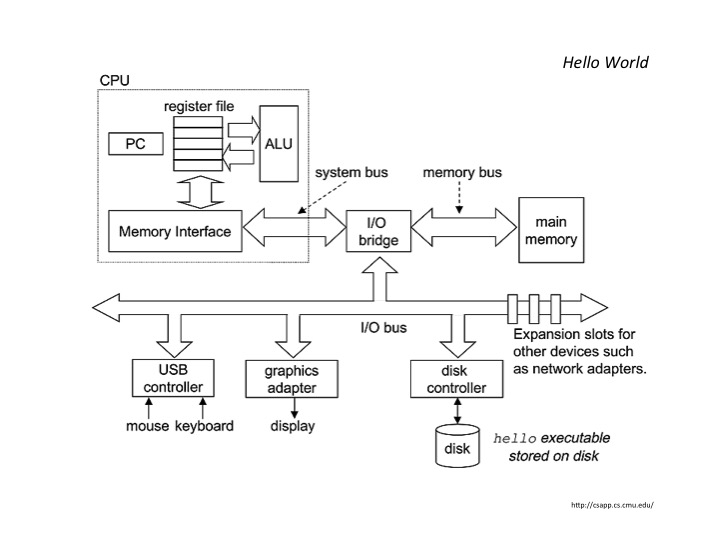 Hello World
CPU
register file
PC
ALU
system bus
memory bus
Memory Interface
I/O
bridge
main
memory
I/O bus
Expansion slots for
other devices such
as network adapters.
USB
controller
graphics
adapter
disk
controller
mouse keyboard
display
disk
hello executable
stored on disk
http://csapp.cs.cmu.edu/